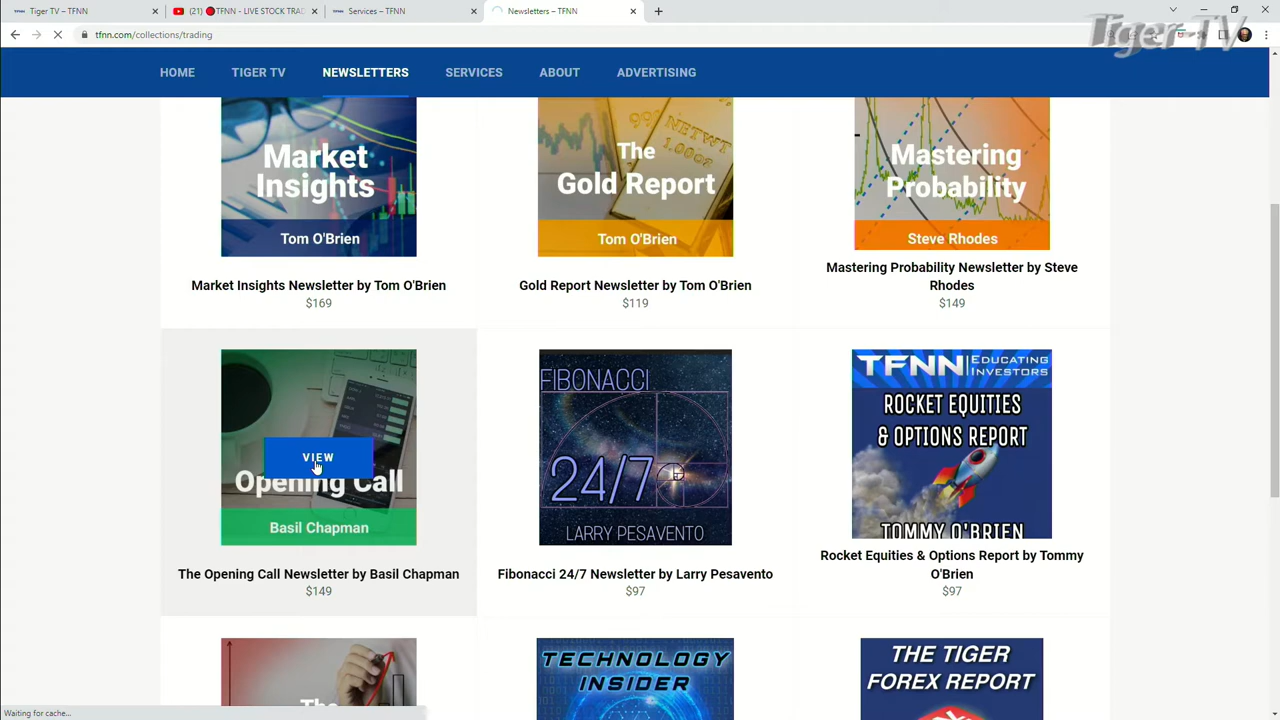 Tiger TV – TFNN
(21) 🔴TFNN - LIVE STOCK TRAD
Services – TFNN
Newsletters – TFNN
tfnn.com/collections/trading
Tiger-TV
HOME
TIGER TV
NEWSLETTERS
SERVICES
ABOUT
ADVERTISING
Market
Insights
Tom O'Brien
Market Insights Newsletter by Tom O'Brien
$169
NETWT
1.00oz
The
Gold Report
Tom O'Brien
Gold Report Newsletter by Tom O'Brien
$119
Mastering
Probability
Steve Rhodes
Mastering Probability Newsletter by Steve
Rhodes
$149
VIEW
Opening Call
Basil Chapman
The Opening Call Newsletter by Basil Chapman
$149
FIBONACCI
24/7
LARRY PESAVENTO
Fibonacci 24/7 Newsletter by Larry Pesavento
$97
TFNN EDUCATING
INVESTORS
ROCKET EQUITIES
& OPTIONS REPORT
TOMMY O'BRIEN
Rocket Equities & Options Report by Tommy
O'Brien
$97
The
TECHNOLOGY
INSIDER
THE TIGER
FOREX REPORT
Waiting for cache...